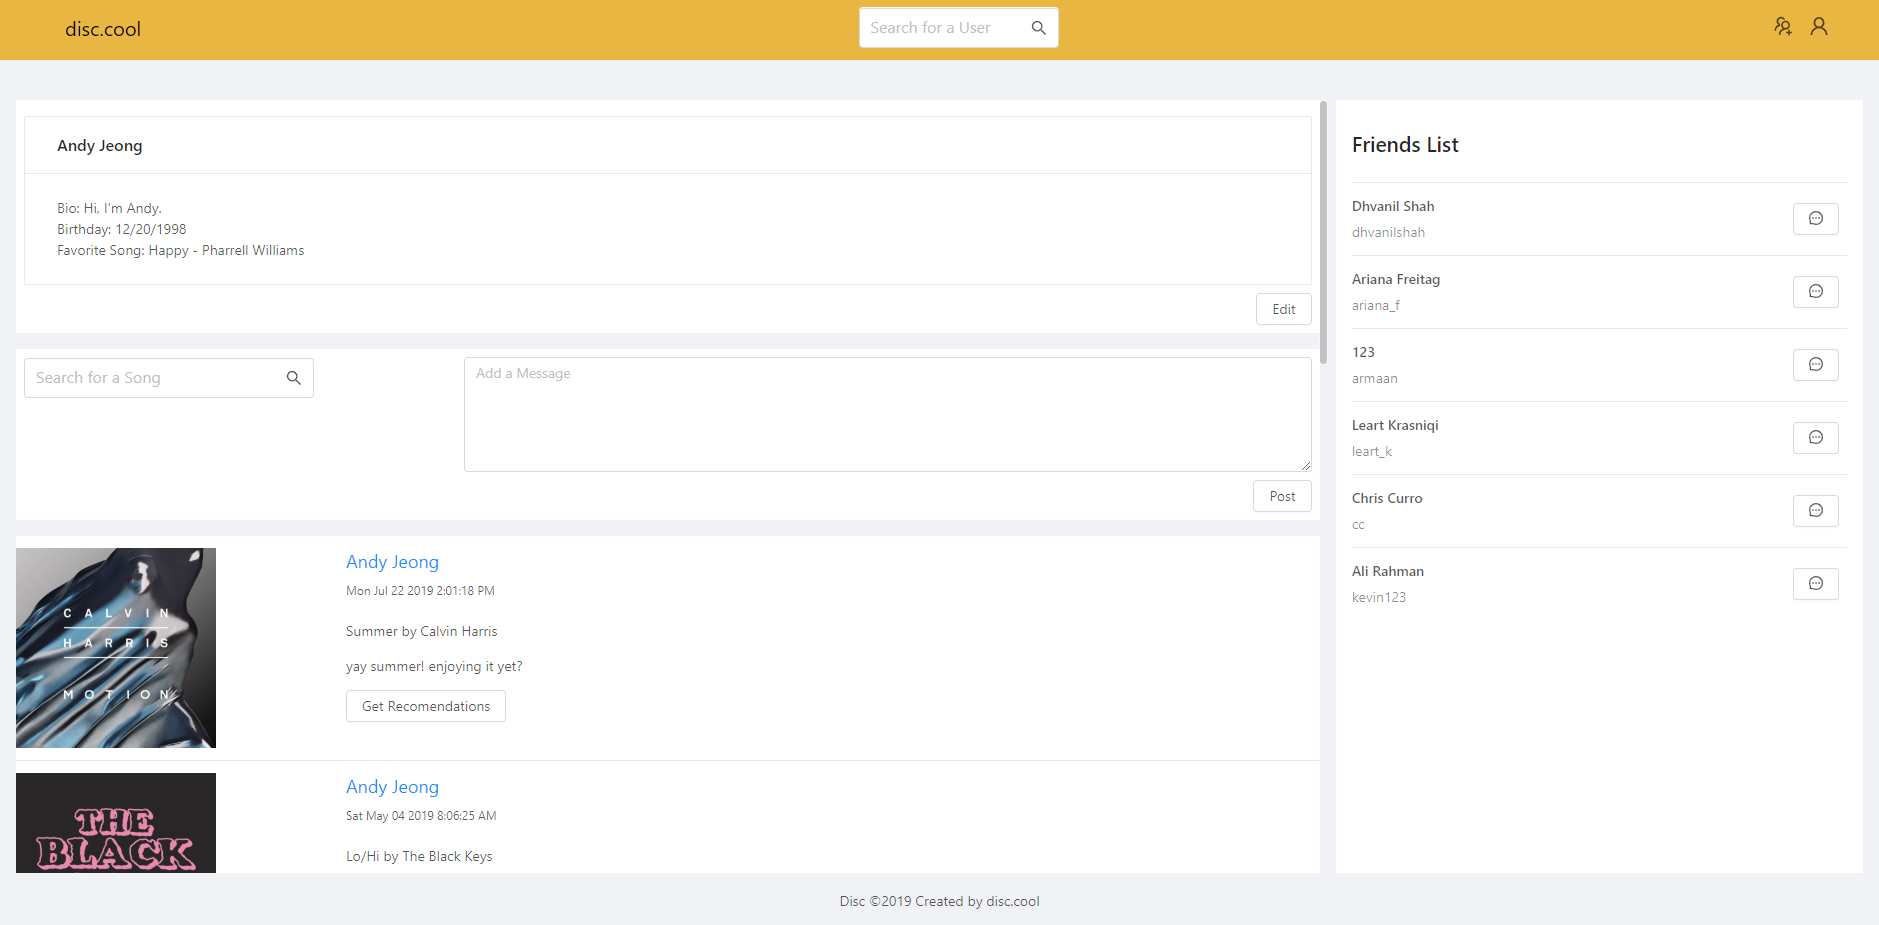 disc.cool
Search for a User
Andy Jeong
Bio: Hi, I'm Andy.
Birthday: 12/20/1998
Favorite Song: Happy - Pharrell Williams
Edit
Search for a Song
Add a Message
Post
CALVIN
HARRIS
MOTION
Andy Jeong
Mon Jul 22 2019 2:01:18 PM
Summer by Calvin Harris
yay summer! enjoying it yet?
Get Recomendations
THE
BLACK
Andy Jeong
Sat May 04 2019 8:06:25 AM
Lo/Hi by The Black Keys
Friends List
Dhvanil Shah
dhvanilshah
Ariana Freitag
ariana_f
123
armaan
Leart Krasniqi
leart_k
Chris Curro
cc
Ali Rahman
kevin123
Disc ©2019 Created by disc.cool